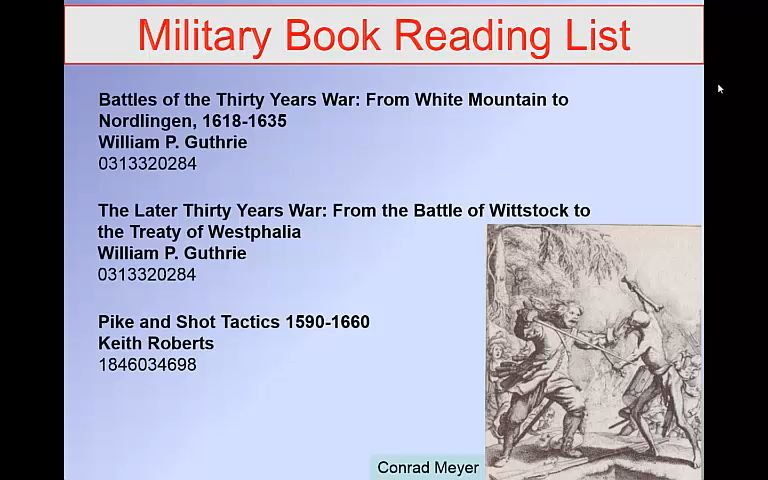 Military Book Reading List
Battles of the Thirty Years War: From White Mountain to
Nordlingen, 1618-1635
William P. Guthrie
0313320284
The Later Thirty Years War: From the Battle of Wittstock to
the Treaty of Westphalia
William P. Guthrie
0313320284
Pike and Shot Tactics 1590-1660
Keith Roberts
1846034698
Conrad Meyer